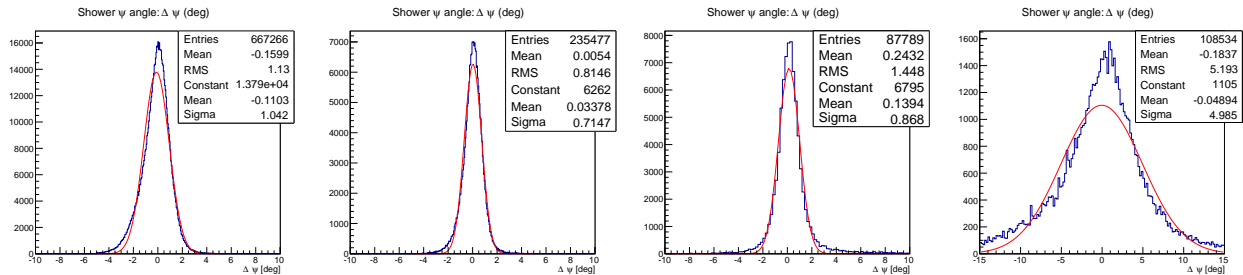 Shower ψ angle: Δ ψ (deg)
Entries 667266
Mean -0.1599
RMS 1.13
Constant 1.379e+04
Mean -0.1103
Sigma 1.042
16000
14000
12000
10000
8000
6000
4000
2000
0
-10 -8 -6 -4 -2 0 2 4 6 8 10
Δ ψ [deg]
Shower ψ angle: Δ ψ (deg)
Entries 235477
Mean 0.0054
RMS 0.8146
Constant 6262
Mean 0.03378
Sigma 0.7147
7000
6000
5000
4000
3000
2000
1000
0
-10 -8 -6 -4 -2 0 2 4 6 8 10
Δ ψ [deg]
Shower ψ angle: Δ ψ (deg)
Entries 87789
Mean 0.2432
RMS 1.448
Constant 6795
Mean 0.1394
Sigma 0.868
8000
7000
6000
5000
4000
3000
2000
1000
0
-10 -8 -6 -4 -2 0 2 4 6 8 10
Δ ψ [deg]
Shower ψ angle: Δ ψ (deg)
Entries 108534
Mean -0.1837
RMS 5.193
Constant 1105
Mean -0.04894
Sigma 4.985
1600
1400
1200
1000
800
600
400
200
0
-15 -10 -5 0 5 10 15
Δ ψ [deg]